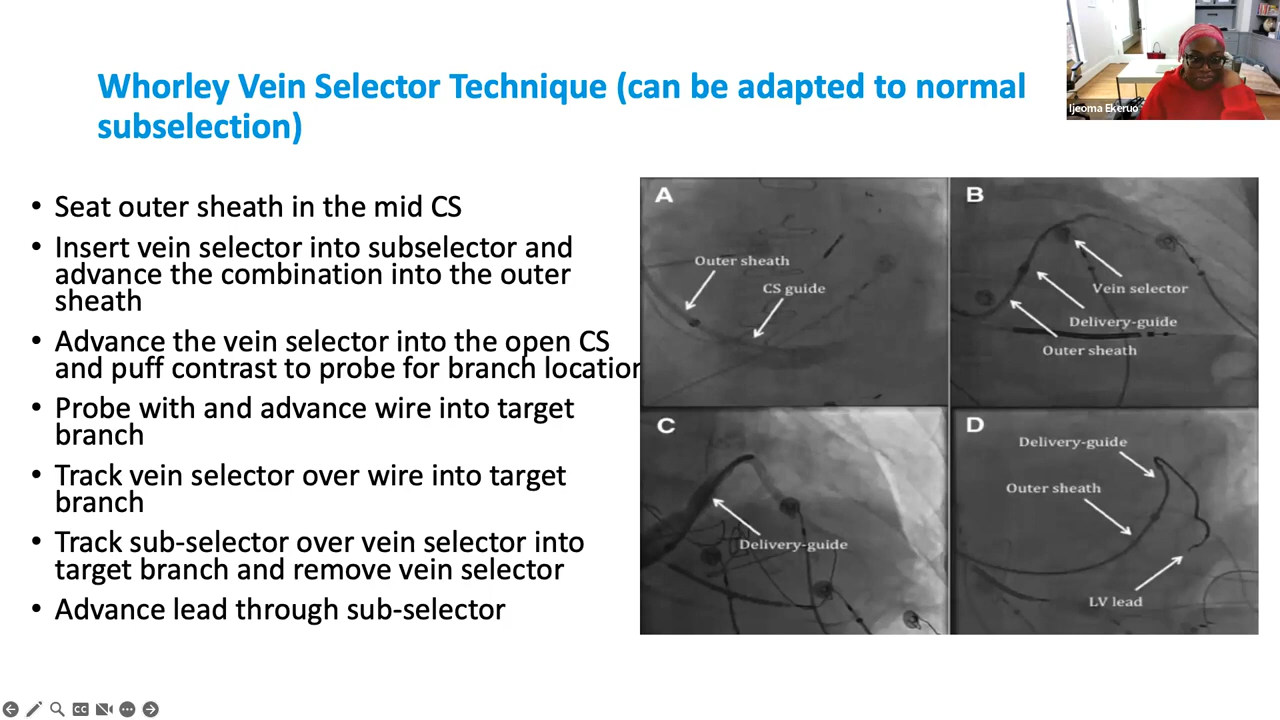 Whorley Vein Selector Technique (can be adapted to normal
subselection)
Ijeoma Ekeruo
• Seat outer sheath in the mid CS
• Insert vein selector into subselector and
advance the combination into the outer
sheath
• Advance the vein selector into the open CS
and puff contrast to probe for branch location
• Probe with and advance wire into target
branch
• Track vein selector over wire into target
branch
• Track sub-selector over vein selector into
target branch and remove vein selector
• Advance lead through sub-selector
A
Outer sheath
CS guide
B
Vein selector
Delivery-guide
Outer sheath
C
Delivery-guide
D
Delivery-guide
Outer sheath
LV lead
CC